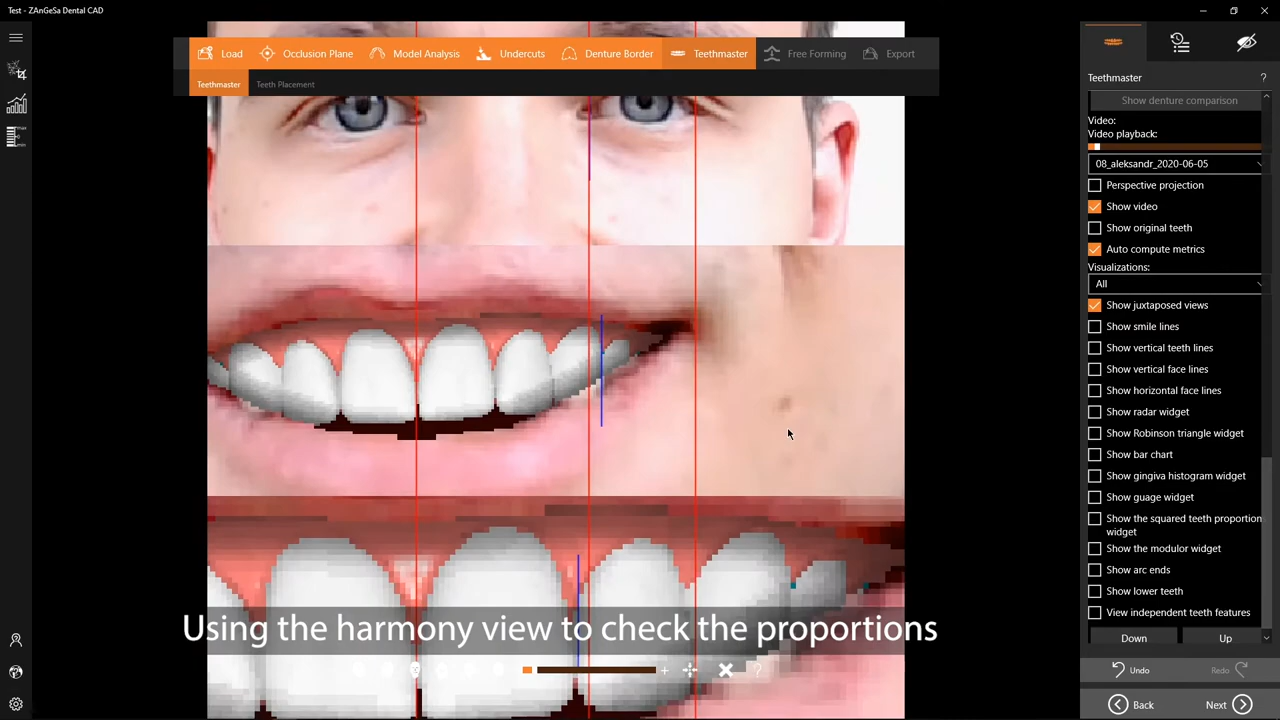 Test - ZAnGeSa Dental CAD
Load
Occlusion Plane
Model Analysis
Undercuts
Denture Border
Teethmaster
Free Forming
Export
Teethmaster
Teeth Placement
Teethmaster
?
Show denture comparison
Video:
Video playback:
08_aleksandr_2020-06-05
Perspective projection
Show video
Show original teeth
Auto compute metrics
Visualizations:
All
Show juxtaposed views
Show smile lines
Show vertical teeth lines
Show vertical face lines
Show horizontal face lines
Show radar widget
Show Robinson triangle widget
Show bar chart
Show gingiva histogram widget
Show guage widget
Show the squared teeth proportion
widget
Show the modulor widget
Show arc ends
Show lower teeth
View independent teeth features
Down
Up
Undo
Redo
Back
Next
Using the harmony view to check the proportions